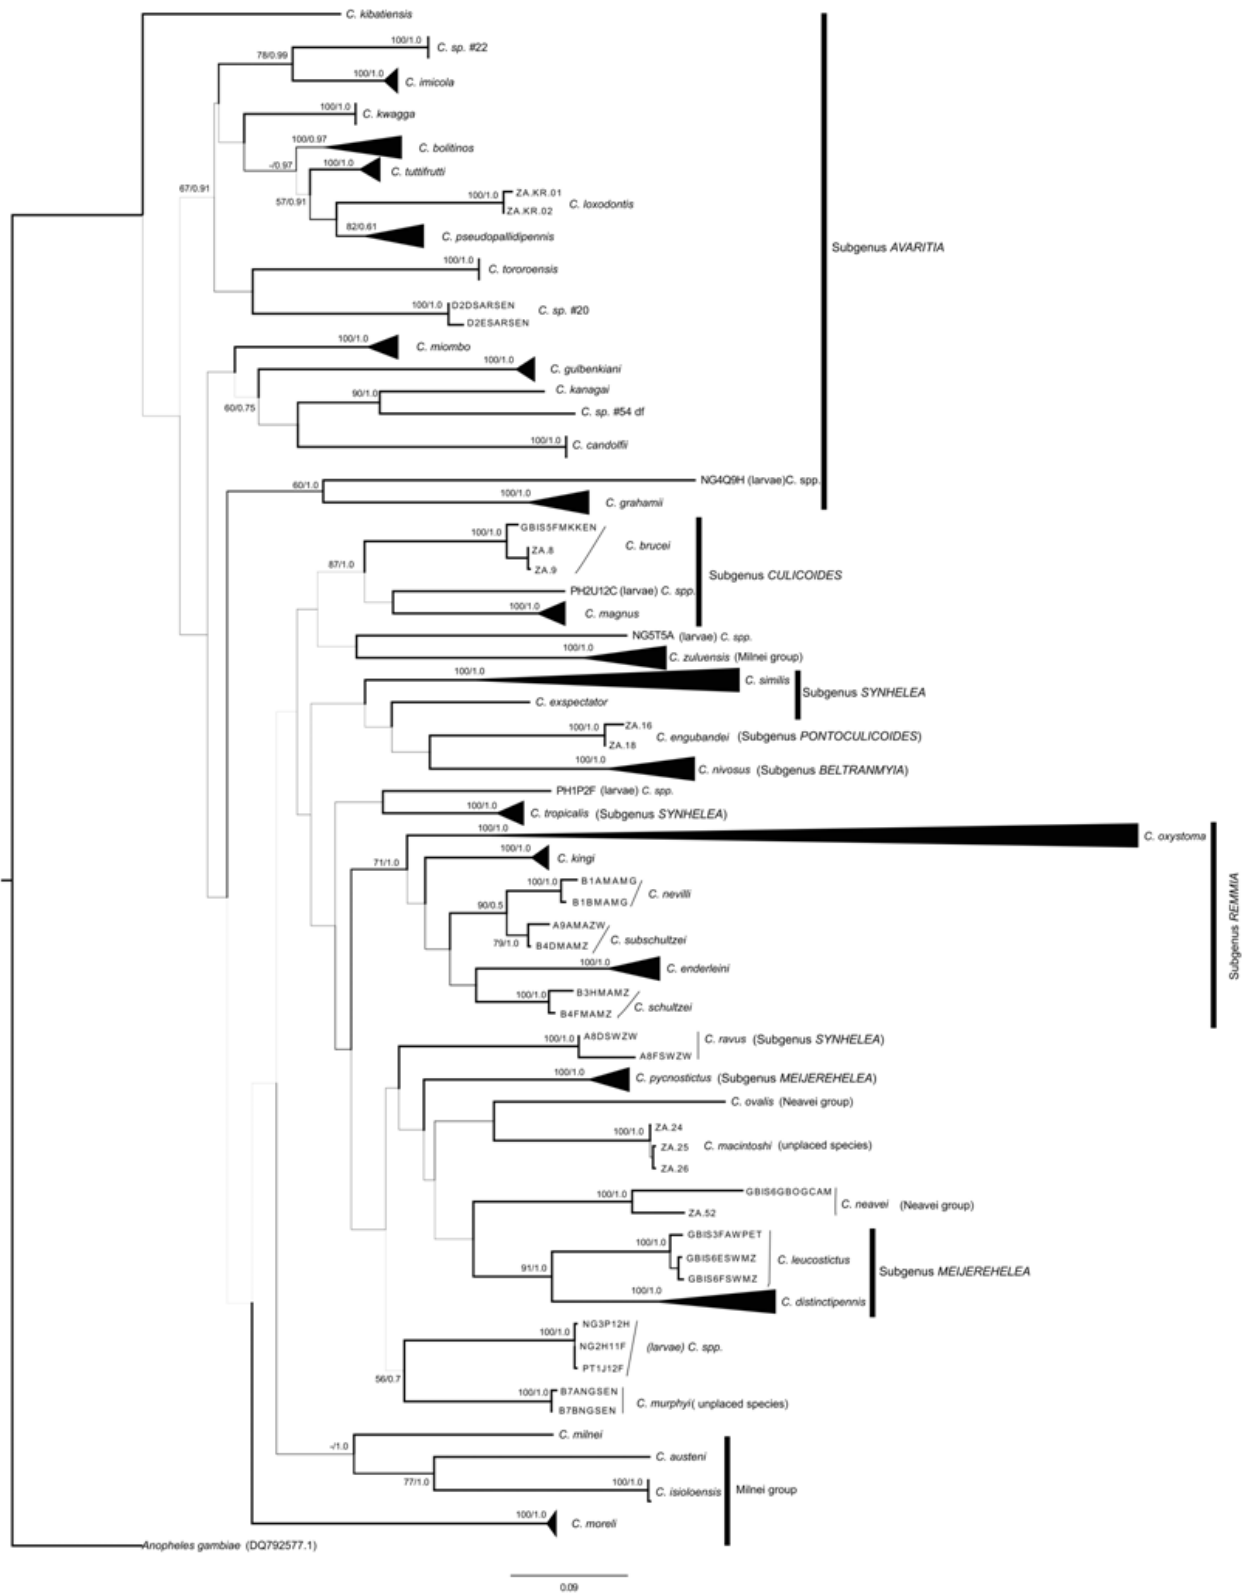 C. kibatiensis
100/1.0
C. sp. #22
78/0.99
100/1.0
C. imicola
100/1.0
C. kwagga
100/0.97
C. bolitinos
-/0.97
100/1.0
C. tuttifrutti
67/0.91
57/0.91
100/1.0
ZA.KR.01
C. loxodontis
ZA.KR.02
82/0.61
C. pseudopallidipennis
Subgenus AVARITIA
100/1.0
C. tororoensis
100/1.0
D2DSARSEN
C. sp. #20
D2ESARSEN
100/1.0
C. miombo
100/1.0
C. gulbenkiani
90/1.0
C. kanagai
60/0.75
C. sp. #54 df
100/1.0
C. candolfii
60/1.0
NG4Q9H (larvae)C. spp.
100/1.0
C. grahamii
100/1.0
GBIS5FMKKEN
C. brucei
ZA.8
87/1.0
ZA.9
Subgenus CULICOIDES
PH2U12C (larvae) C. spp.
100/1.0
C. magnus
NG5T5A (larvae) C. spp.
100/1.0
C. zuluensis (Milnei group)
100/1.0
C. similis
Subgenus SYNHELEA
C. exspectator
100/1.0
ZA.16
C. engubandei (Subgenus PONTOCULICOIDES)
ZA.18
100/1.0
C. nivosus (Subgenus BELTRANMYIA)
PH1P2F (larvae) C. spp.
100/1.0
C. tropicalis (Subgenus SYNHELEA)
100/1.0
C. oxystoma
71/1.0
100/1.0
C. kingi
100/1.0
B1AMAMG
C. nevilli
B1BMAMG
90/0.5
A9AMAZW
79/1.0
B4DMAMZ
C. subschultzei
Subgenus REMMIA
100/1.0
C. enderleini
100/1.0
B3HMAMZ
C. schultzei
B4FMAMZ
100/1.0
A8DSWZW
C. ravus (Subgenus SYNHELEA)
A8FSWZW
100/1.0
C. pycnostictus (Subgenus MEIJEREHELEA)
C. ovalis (Neavei group)
100/1.0
ZA.24
ZA.25
C. macintoshi (unplaced species)
ZA.26
100/1.0
GBIS6GBOGCAM
C. neavei (Neavei group)
ZA.52
100/1.0
GBIS3FAWPET
GBIS6ESWMZ
C. leucostictus
91/1.0
GBIS6FSWMZ
Subgenus MEIJEREHELEA
100/1.0
C. distinctipennis
100/1.0
NG3P12H
NG2H11F
(larvae) C. spp.
PT1J12F
56/0.7
100/1.0
B7ANGSEN
C. murphyi( unplaced species)
B7BNGSEN
-/1.0
C. milnei
C. austeni
77/1.0
100/1.0
C. isioloensis
Milnei group
100/1.0
C. moreli
Anopheles gambiae (DQ792577.1)
0.09